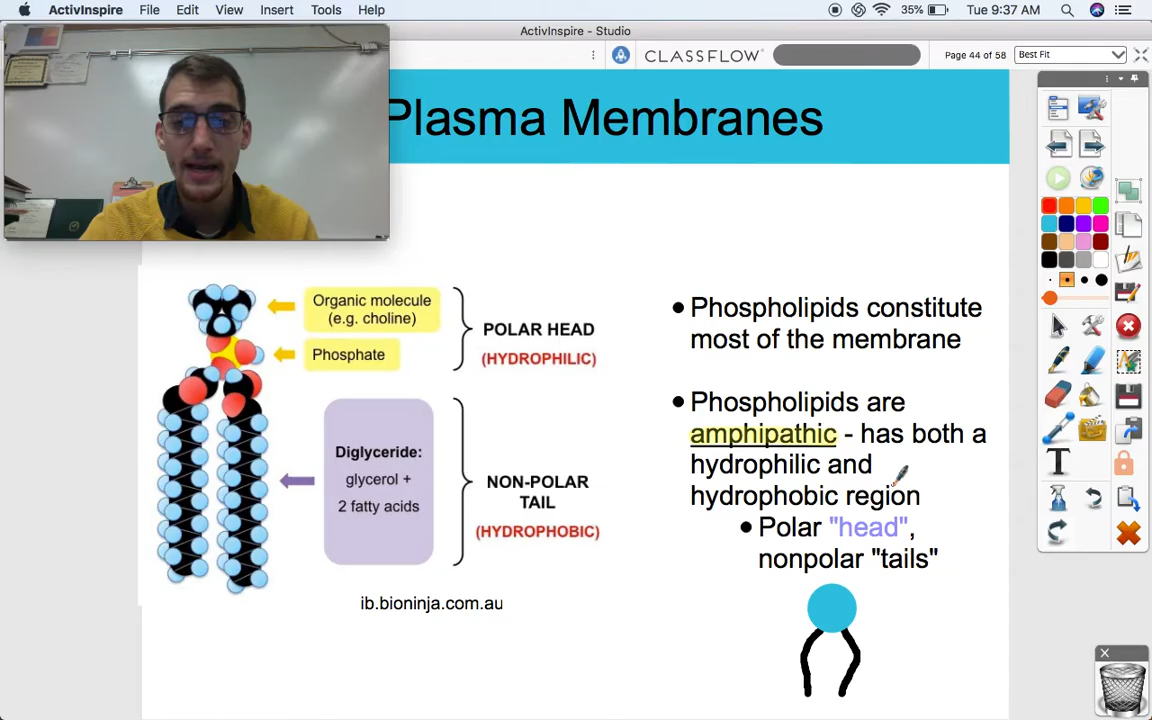 ActivInspire File Edit View Insert Tools Help 35% Tue 9:37 AM
ActivInspire - Studio
CLASSFLOW Page 44 of 58 Best Fit
Plasma Membranes
Organic molecule
(e.g. choline)
Phosphate
POLAR HEAD
(HYDROPHILIC)
Diglyceride:
glycerol +
2 fatty acids
NON-POLAR
TAIL
(HYDROPHOBIC)
ib.bioninja.com.au
• Phospholipids constitute
most of the membrane
• Phospholipids are
amphipathic - has both a
hydrophilic and
hydrophobic region
• Polar "head",
nonpolar "tails"
T